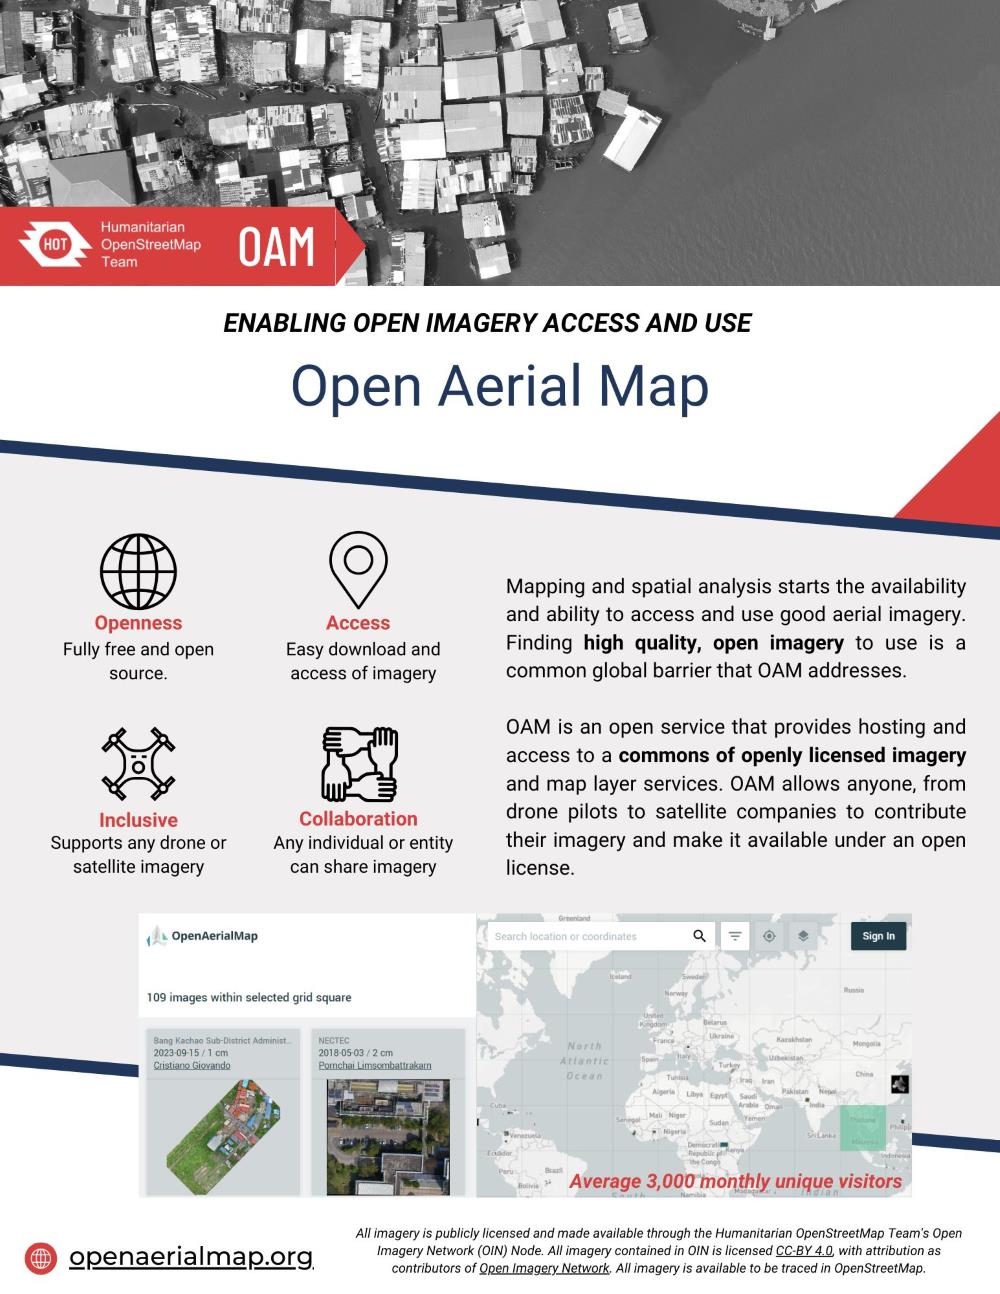 HOT
Humanitarian
OpenStreetMap
Team
OAM
ENABLING OPEN IMAGERY ACCESS AND USE
Open Aerial Map
Openness
Fully free and open
source.
Access
Easy download and
access of imagery
Inclusive
Supports any drone or
satellite imagery
Collaboration
Any individual or entity
can share imagery
Mapping and spatial analysis starts the availability
and ability to access and use good aerial imagery.
Finding high quality, open imagery to use is a
common global barrier that OAM addresses.
OAM is an open service that provides hosting and
access to a commons of openly licensed imagery
and map layer services. OAM allows anyone, from
drone pilots to satellite companies to contribute
their imagery and make it available under an open
license.
OpenAerialMap
109 images within selected grid square
Bang Kachao Sub-District Administ...
2023-09-15 / 1 cm
Cristiano Giovando
NECTEC
2018-05-03 / 2 cm
Pornchai Limsombattrakarn
Search location or coordinates
Sign In
Greenland
Iceland
Sweden
Norway
Russia
United
Kingdom
Belarus
Ukraine
France
Kazakhstan
Mongolia
North
Atlantic
Ocean
Spain
Italy
Turkey
Uzbekistan
China
Tunisia
Iraq
Iran
Algeria
Libya
Egypt
Saudi
Arabia
Oman
Pakistan
Nepal
India
Cuba
Senegal
Mali
Niger
Sudan
Yemen
Thailand
Philipp
Venezuela
Nigeria
Sri Lanka
Malaysia
Ecuador
Democratic
Republic of
the Congo
Kenya
Indonesia
Peru
Brazil
Bolivia
Namibia
Madagascar
South
Indian
Average 3,000 monthly unique visitors
openaerialmap.org
All imagery is publicly licensed and made available through the Humanitarian OpenStreetMap Team's Open
Imagery Network (OIN) Node. All imagery contained in OIN is licensed CC-BY 4.0, with attribution as
contributors of Open Imagery Network. All imagery is available to be traced in OpenStreetMap.